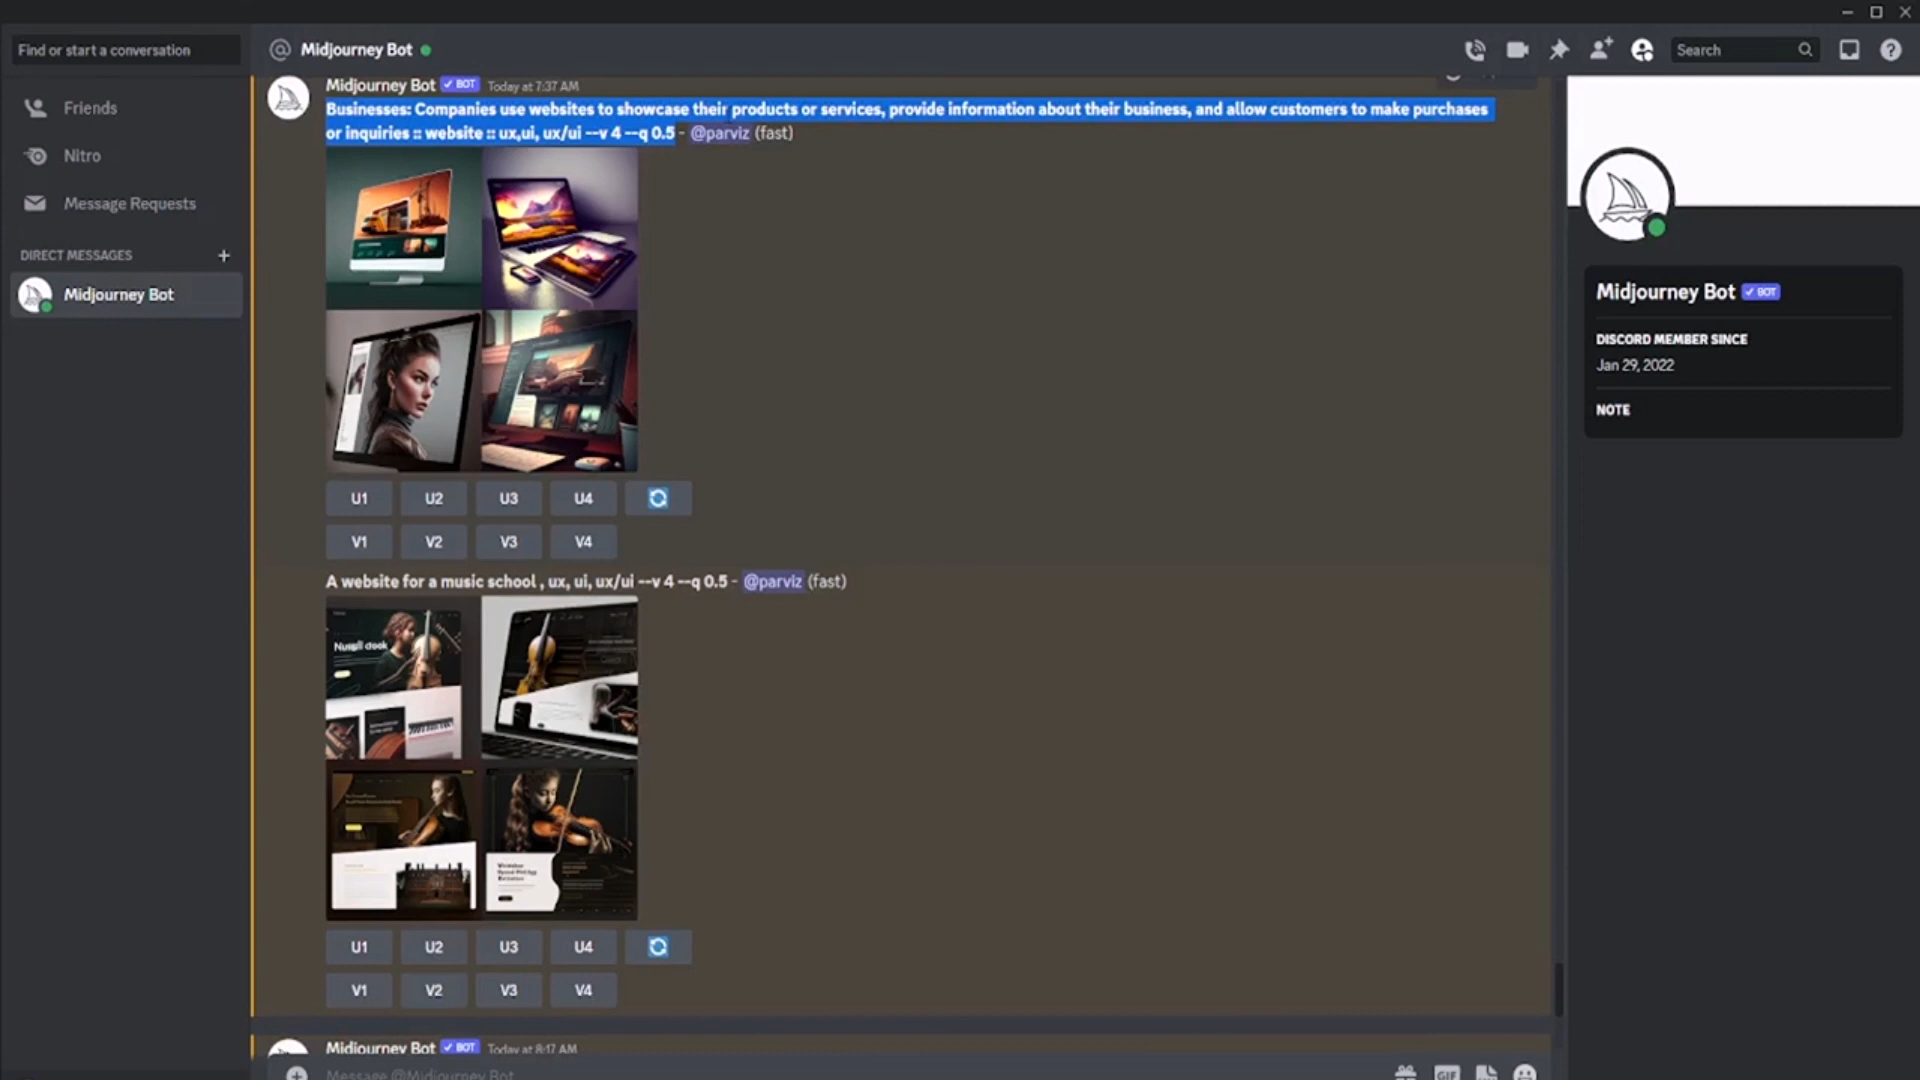 Find or start a conversation
Midjourney Bot
Search
Friends
Nitro
Message Requests
DIRECT MESSAGES
Midjourney Bot
Midjourney Bot ✓ BOT Today at 7:37 AM
Businesses: Companies use websites to showcase their products or services, provide information about their business, and allow customers to make purchases
or inquiries :: website :: ux,ui, ux/ui --v 4 --q 0.5 - @parviz (fast)
U1 U2 U3 U4
V1 V2 V3 V4
A website for a music school , ux, ui, ux/ui --v 4 --q 0.5 - @parviz (fast)
U1 U2 U3 U4
V1 V2 V3 V4
Midjourney Bot ✓ BOT Today at 8:17 AM
Message @Midjourney Bot
GIF
Midjourney Bot ✓ BOT
DISCORD MEMBER SINCE
Jan 29, 2022
NOTE